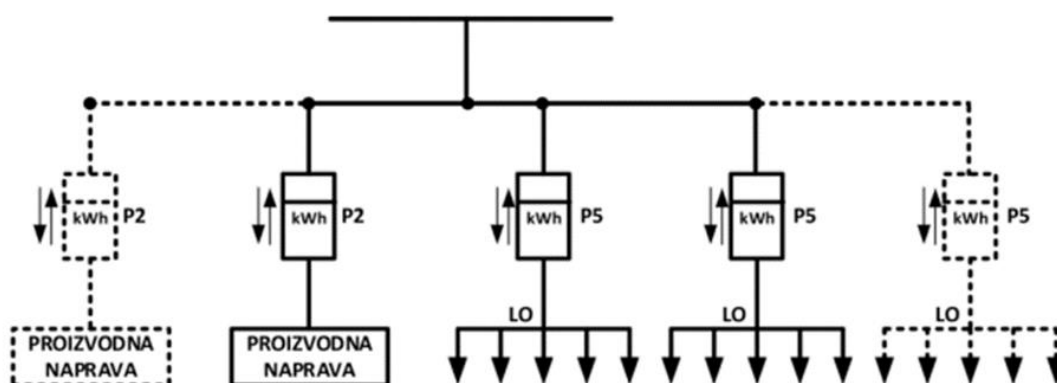 kWh P2
kWh P2
kWh P5
kWh P5
kWh P5
LO
LO
LO
PROIZVODNA
NAPRAVA
PROIZVODNA
NAPRAVA